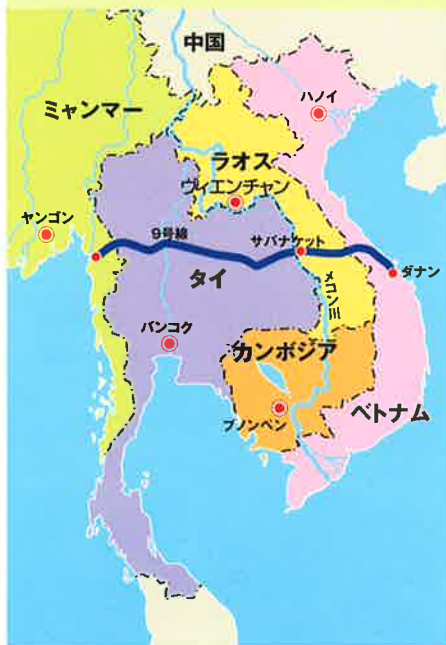 中国
ハノイ
ミャンマー
ラオス
ヴィエンチャン
ヤンゴン
9号線
サバナケット
ダナン
タイ
メコン川
バンコク
カンボジア
プノンペン
ベトナム